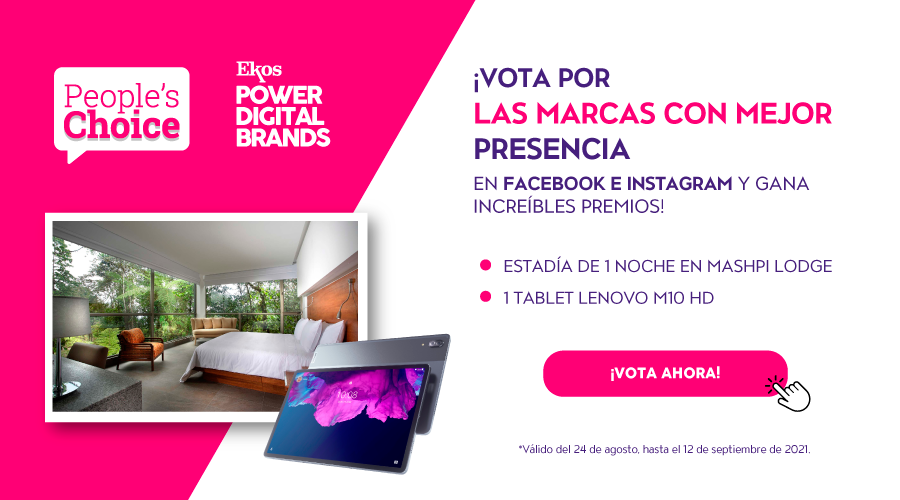 People's
Choice
Ekos
POWER
DIGITAL
BRANDS
¡VOTA POR
LAS MARCAS CON MEJOR
PRESENCIA
EN FACEBOOK E INSTAGRAM Y GANA
INCREÍBLES PREMIOS!
ESTADÍA DE 1 NOCHE EN MASHPI LODGE
1 TABLET LENOVO M10 HD
10:08
¡VOTA AHORA!
*Válido del 24 de agosto, hasta el 12 de septiembre de 2021.